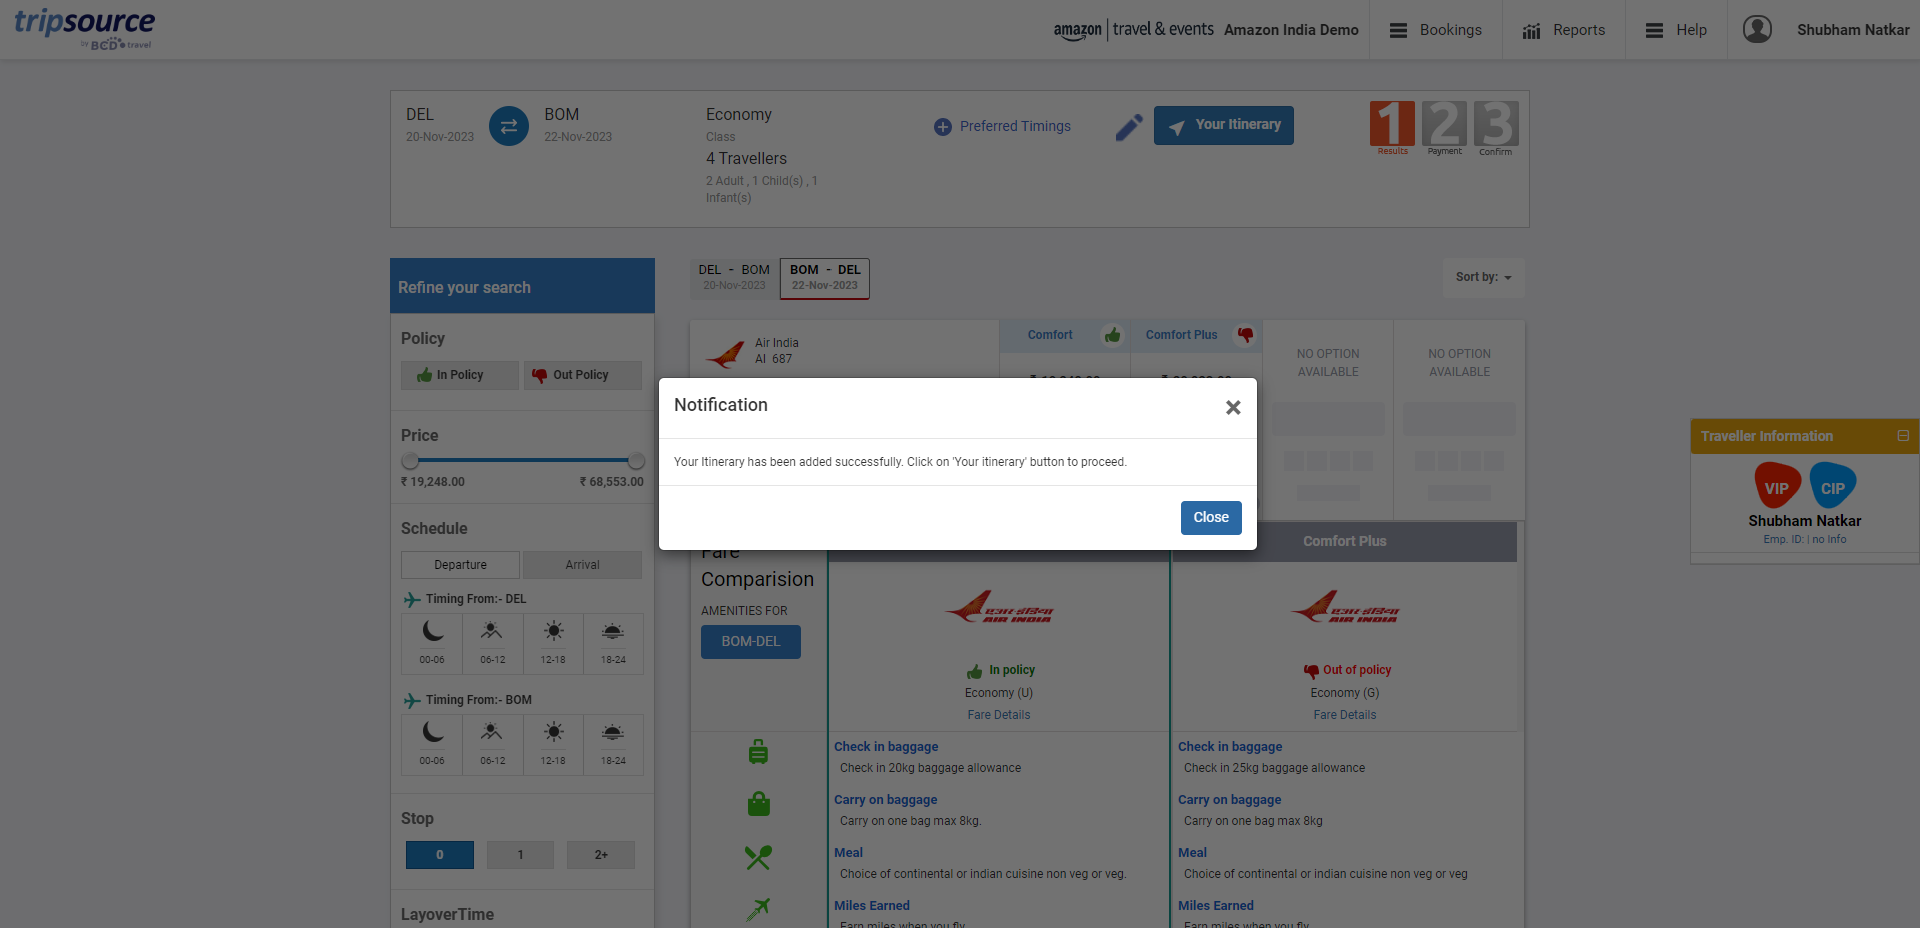 tripsource
by BCD travel
amazon | travel & events Amazon India Demo
Bookings
Reports
Help
Shubham Natkar
DEL
20-Nov-2023
BOM
22-Nov-2023
Economy
Class
4 Travellers
2 Adult , 1 Child(s) , 1
Infant(s)
Preferred Timings
Your Itinerary
1 2 3
Results Payment Confirm
Refine your search
Policy
In Policy
Out Policy
Price
₹ 19,248.00
₹ 68,553.00
Schedule
Departure
Arrival
Timing From:- DEL
00-06
06-12
12-18
18-24
Timing From:- BOM
00-06
06-12
12-18
18-24
Stop
0
1
2+
LayoverTime
DEL - BOM
20-Nov-2023
BOM - DEL
22-Nov-2023
Sort by:
Air India
AI 687
Comfort
Comfort Plus
NO OPTION
AVAILABLE
NO OPTION
AVAILABLE
Notification
×
Your Itinerary has been added successfully. Click on 'Your itinerary' button to proceed.
Close
Fare
Comparision
AMENITIES FOR
BOM-DEL
Comfort Plus
एअर-इंडिया
AIR INDIA
In policy
Economy (U)
Fare Details
एअर-इंडिया
AIR INDIA
Out of policy
Economy (G)
Fare Details
Check in baggage
Check in 20kg baggage allowance
Carry on baggage
Carry on one bag max 8kg.
Meal
Choice of continental or indian cuisine non veg or veg.
Miles Earned
Earn miles when you fly
Check in baggage
Check in 25kg baggage allowance
Carry on baggage
Carry on one bag max 8kg
Meal
Choice of continental or indian cuisine non veg or veg
Miles Earned
Earn miles when you fly
Traveller Information
VIP
CIP
Shubham Natkar
Emp. ID: | no Info